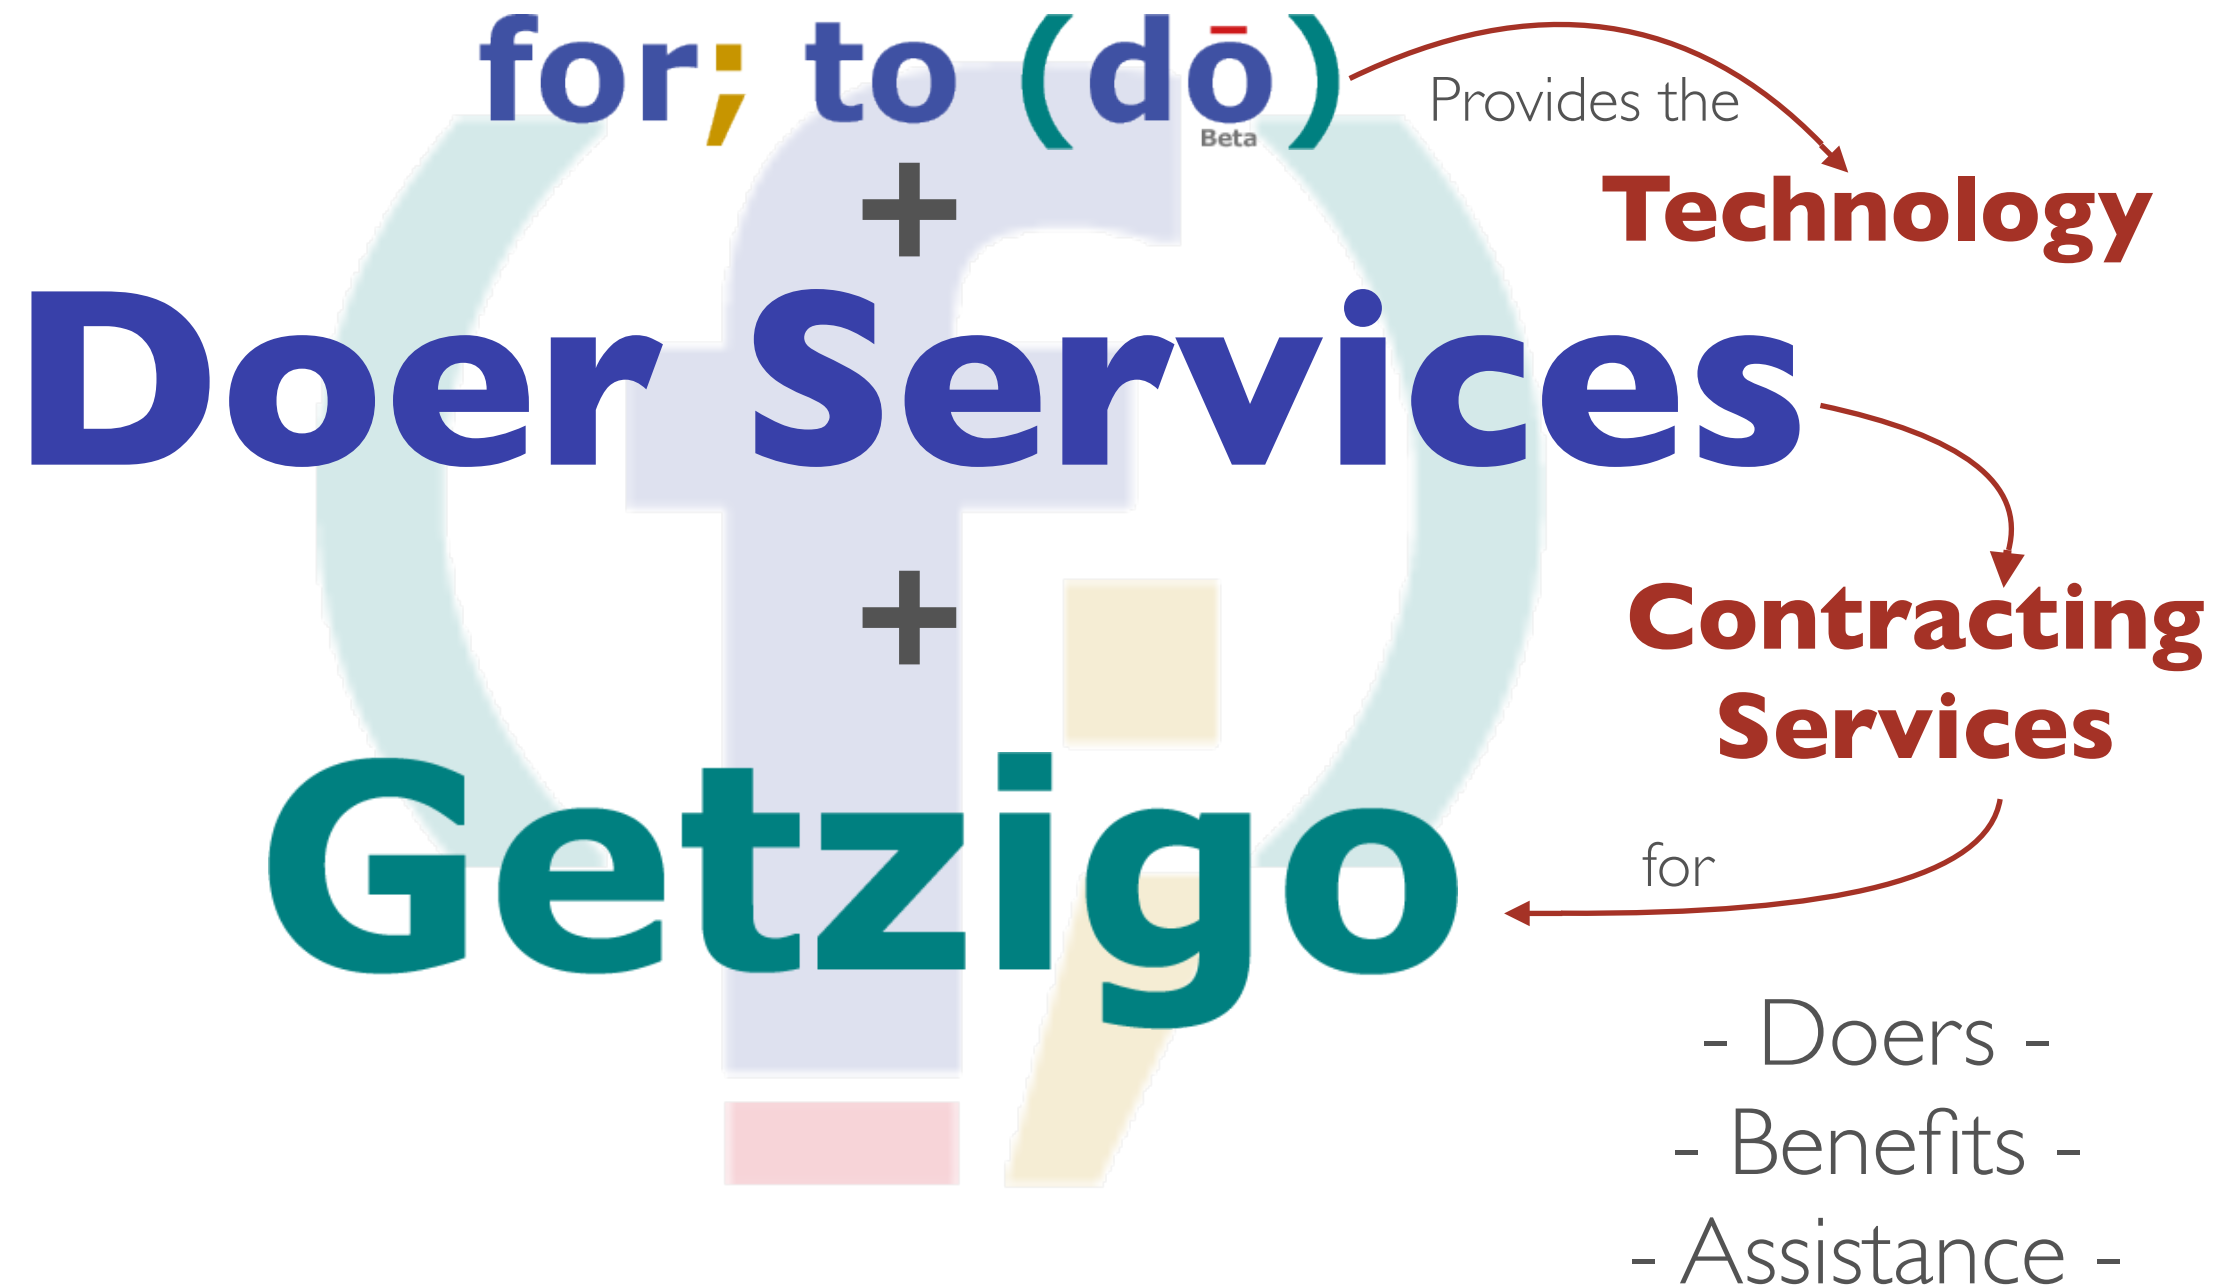 for; to (dō)
Beta
Provides the
Technology
+
Doer Services
+
Contracting
Services
Getzigo
for
- Doers -
- Benefits -
- Assistance -